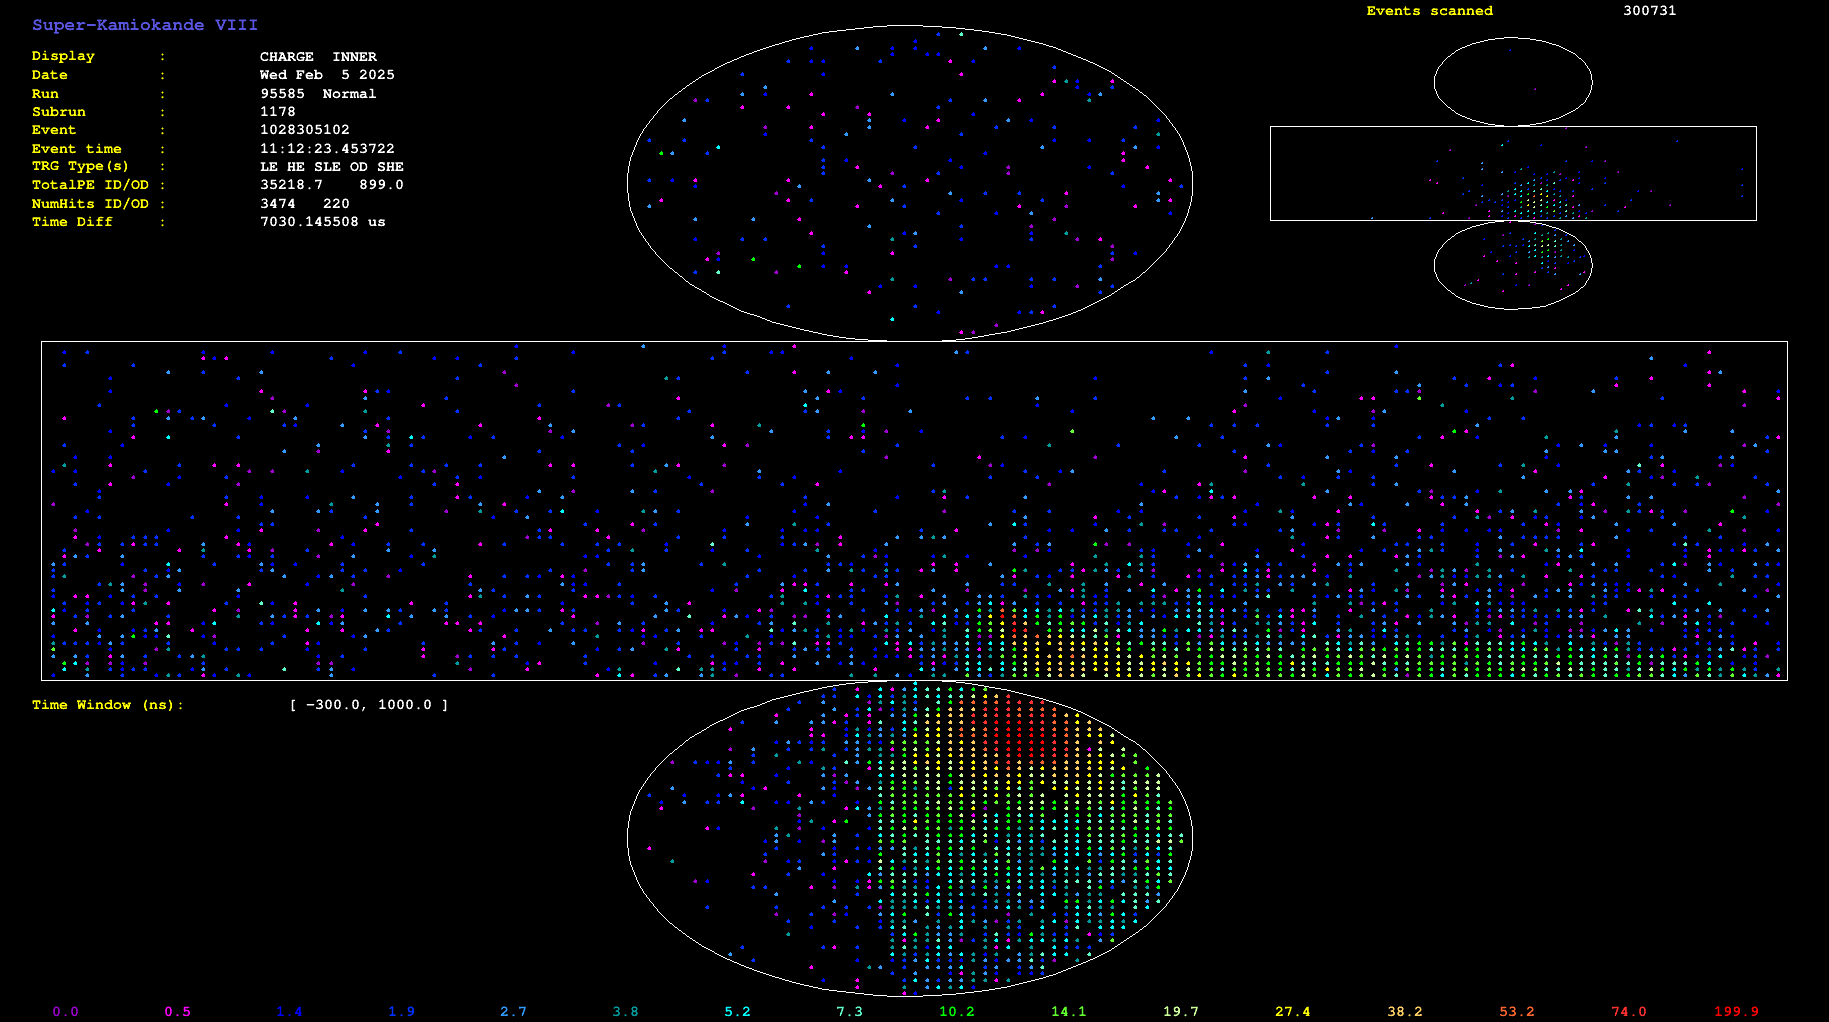 Super-Kamiokande VIII
Events scanned 300731
Display : CHARGE INNER
Date : Wed Feb 5 2025
Run : 95585 Normal
Subrun : 1178
Event : 1028305102
Event time : 11:12:23.453722
TRG Type(s) : LE HE SLE OD SHE
TotalPE ID/OD : 35218.7 899.0
NumHits ID/OD : 3474 220
Time Diff : 7030.145508 us
Time Window (ns): [ -300.0, 1000.0 ]
0.0 0.5 1.4 1.9 2.7 3.8 5.2 7.3 10.2 14.1 19.7 27.4 38.2 53.2 74.0 199.9